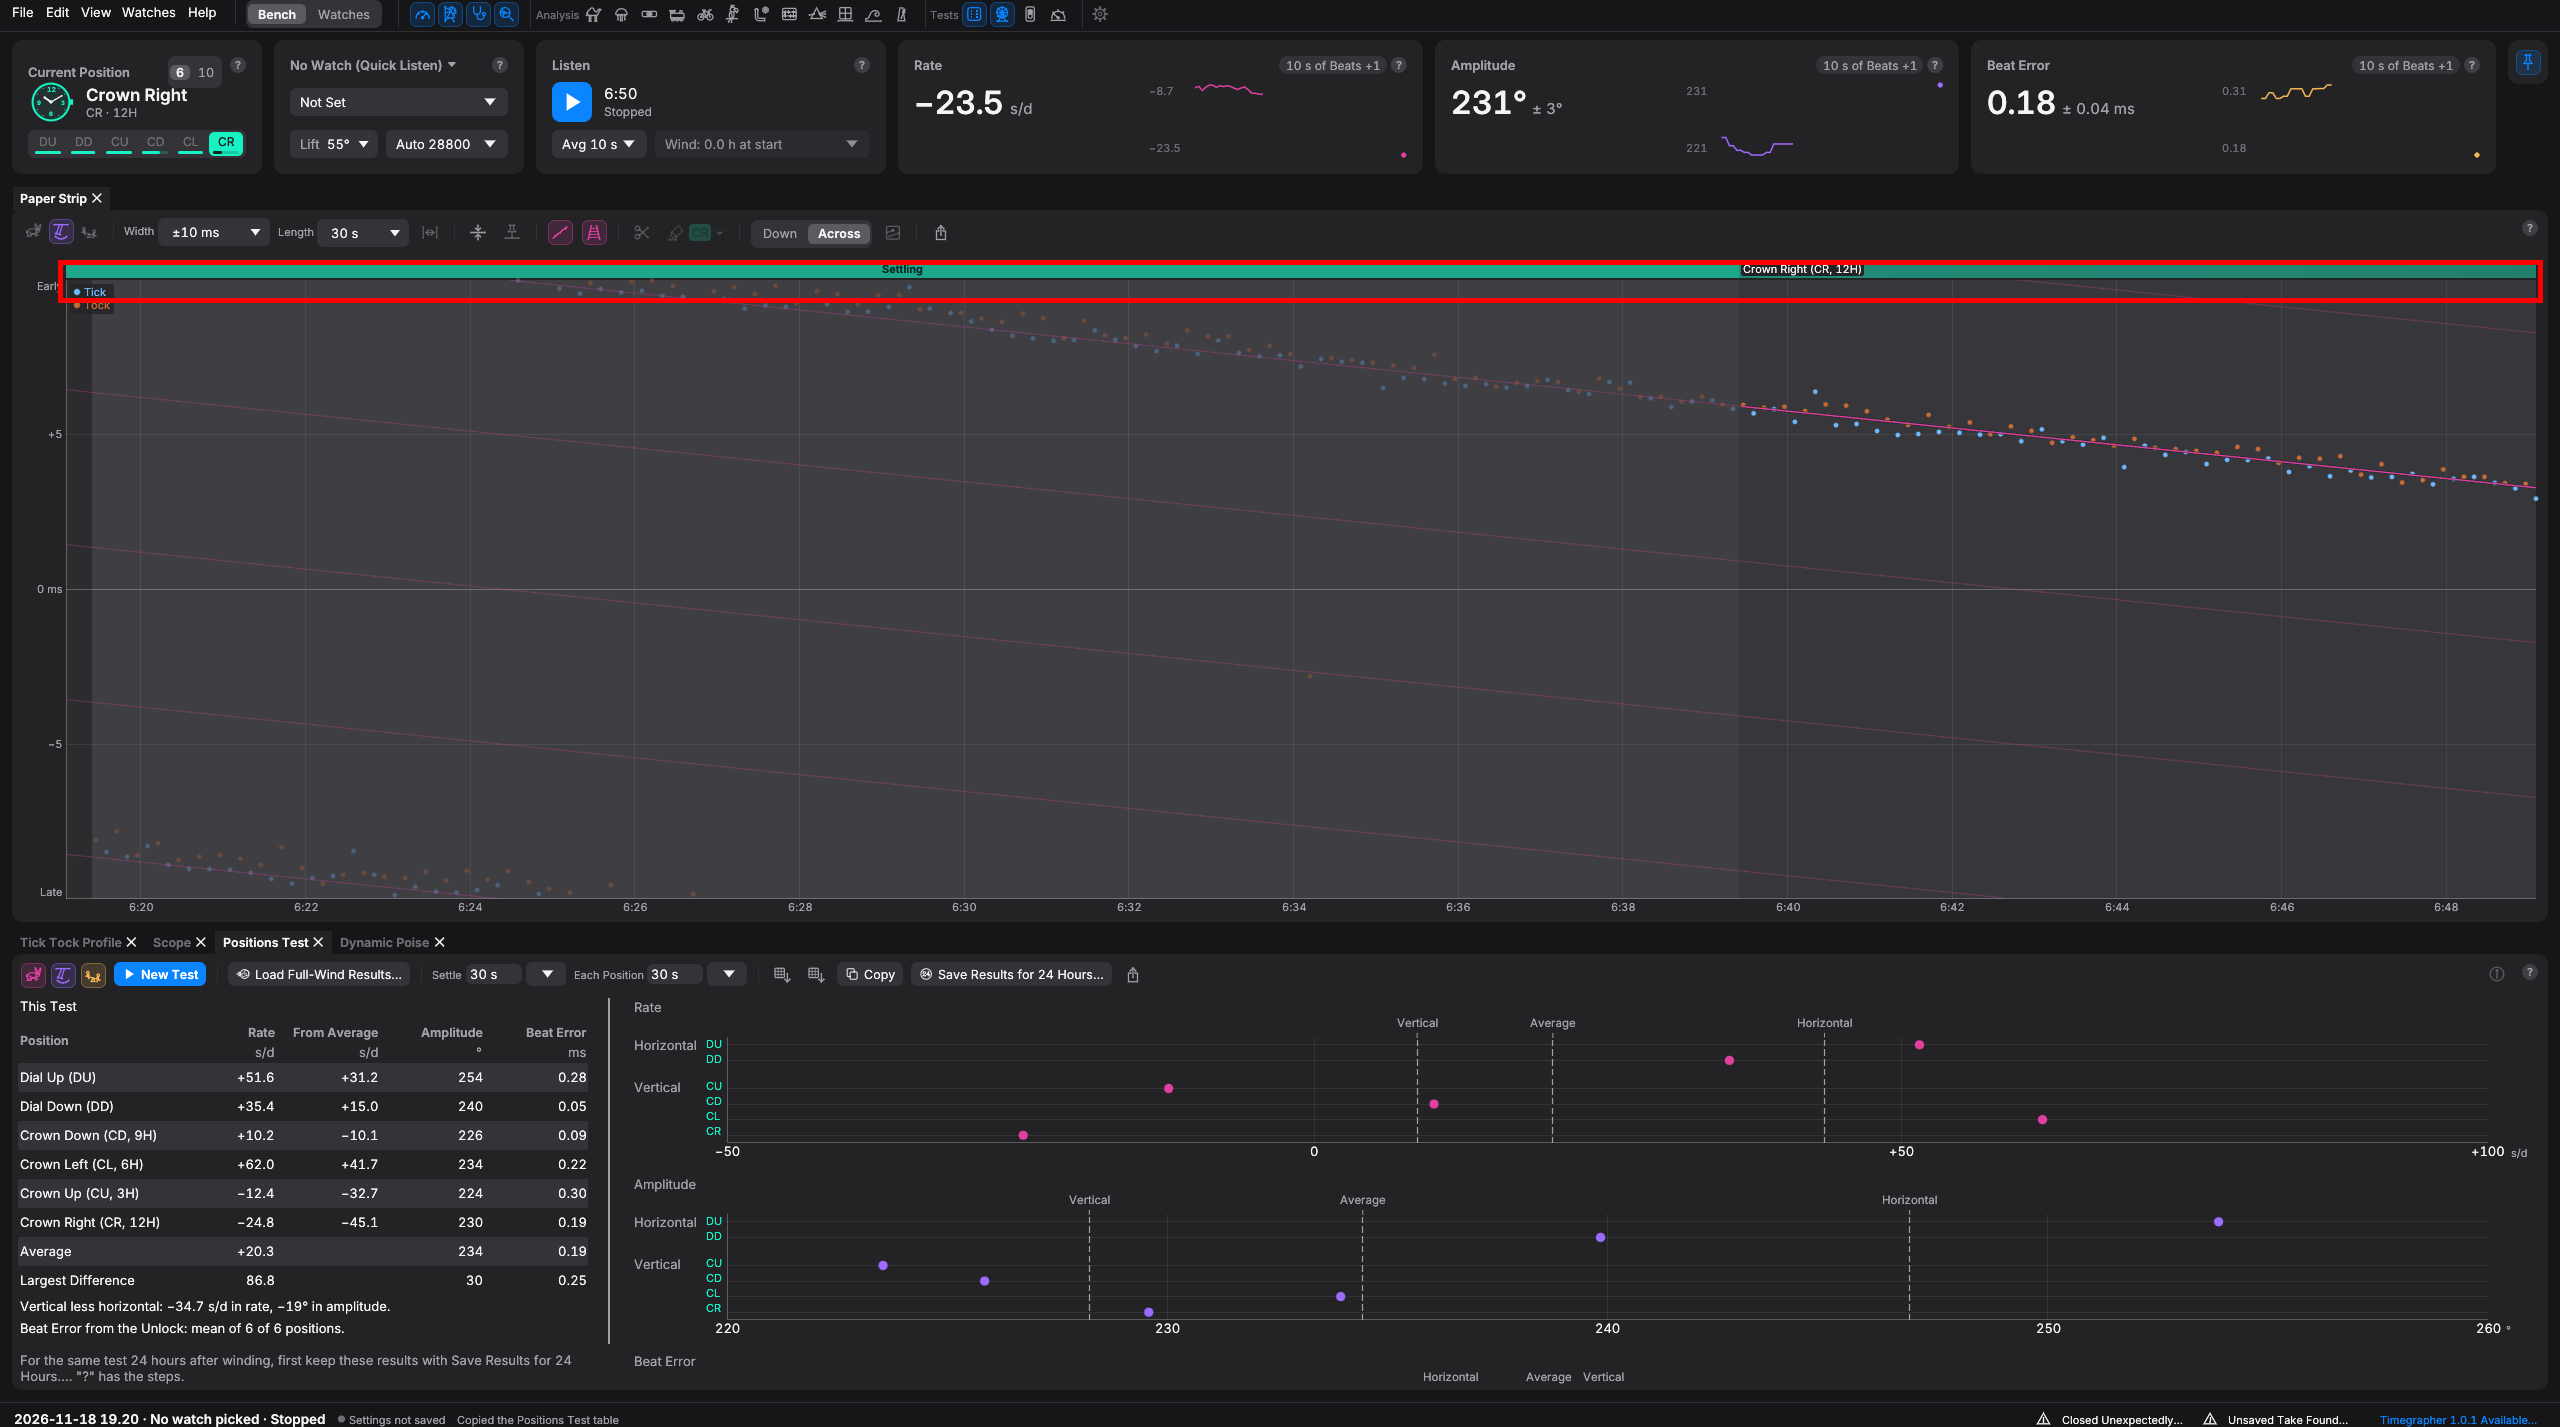 File Edit View Watches Help
Bench Watches
Analysis
Tests
Current Position
6 10
?
Crown Right
CR · 12H
DU DD CU CD CL CR
No Watch (Quick Listen)
?
Not Set
Lift 55°
Auto 28800
Listen
?
6:50
Stopped
Avg 10 s
Wind: 0.0 h at start
Rate
10 s of Beats +1 ?
−23.5 s/d
−8.7
−23.5
Amplitude
10 s of Beats +1 ?
231° ± 3°
231
221
Beat Error
10 s of Beats +1 ?
0.18 ± 0.04 ms
0.31
0.18
Paper Strip
Width ±10 ms
Length 30 s
CR
Down Across
?
Settling
Crown Right (CR, 12H)
Early
Tick
Tock
+5
0 ms
−5
Late
6:20 6:22 6:24 6:26 6:28 6:30 6:32 6:34 6:36 6:38 6:40 6:42 6:44 6:46 6:48
Tick Tock Profile Scope Positions Test Dynamic Poise
New Test
Load Full-Wind Results...
Settle 30 s
Each Position 30 s
Copy
Save Results for 24 Hours...
?
This Test
Position Rate s/d From Average s/d Amplitude ° Beat Error ms
Dial Up (DU) +51.6 +31.2 254 0.28
Dial Down (DD) +35.4 +15.0 240 0.05
Crown Down (CD, 9H) +10.2 −10.1 226 0.09
Crown Left (CL, 6H) +62.0 +41.7 234 0.22
Crown Up (CU, 3H) −12.4 −32.7 224 0.30
Crown Right (CR, 12H) −24.8 −45.1 230 0.19
Average +20.3 234 0.19
Largest Difference 86.8 30 0.25
Vertical less horizontal: −34.7 s/d in rate, −19° in amplitude.
Beat Error from the Unlock: mean of 6 of 6 positions.
For the same test 24 hours after winding, first keep these results with Save Results for 24
Hours.... "?" has the steps.
Rate
Vertical Average Horizontal
Horizontal DU
DD
Vertical CU
CD
CL
CR
−50 0 +50 +100 s/d
Amplitude
Vertical Average Horizontal
Horizontal DU
DD
Vertical CU
CD
CL
CR
220 230 240 250 260 °
Beat Error
Horizontal Average Vertical
2026-11-18 19.20 · No watch picked · Stopped
Settings not saved
Copied the Positions Test table
Closed Unexpectedly...
Unsaved Take Found...
Timegrapher 1.0.1 Available...